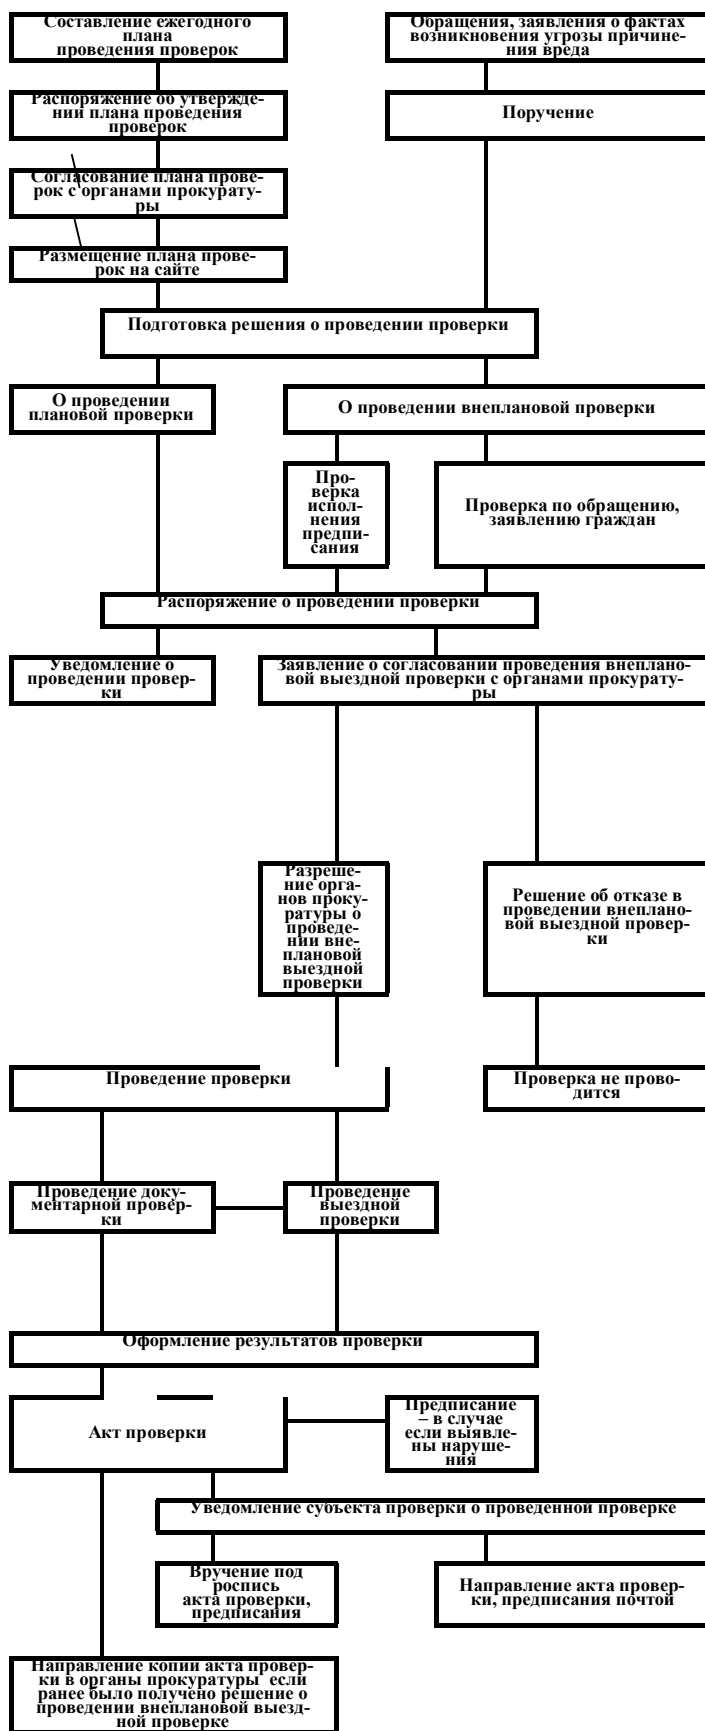 Составление ежегодного
плана
проведения проверок
Обращения, заявления о фактах
возникновения угрозы причине-
ния вреда
Распоряжение об утвержде-
нии плана проведения
проверок
Поручение
Согласование плана прове-
рок с органами прокурату-
ры
Размещение плана прове-
рок на сайте
Подготовка решения о проведении проверки
О проведении
плановой проверки
О проведении внеплановой проверки
Про-
верка
испол-
нения
предпи-
сания
Проверка по обращению,
заявлению граждан
Распоряжение о проведении проверки
Уведомление о
проведении провер-
ки
Заявление о согласовании проведения внеплано-
вой выездной проверки с органами прокурату-
ры
Разреше-
ние орга-
нов проку-
ратуры о
проведе-
нии вне-
плановой
выездной
проверки
Решение об отказе в
проведении внеплано-
вой выездной провер-
ки
Проведение проверки
Проверка не прово-
дится
Проведение доку-
ментарной провер-
ки
Проведение
выездной
проверки
Оформление результатов проверки
Акт проверки
Предписание
– в случае
если выявле-
ны наруше-
ния
Уведомление субъекта проверки о проведенной проверке
Вручение под
роспись
акта проверки,
предписания
Направление акта провер-
ки, предписания почтой
Направление копии акта провер-
ки в органы прокуратуры  если
ранее было получено решение о
проведении внеплановой выезд-
ной проверке